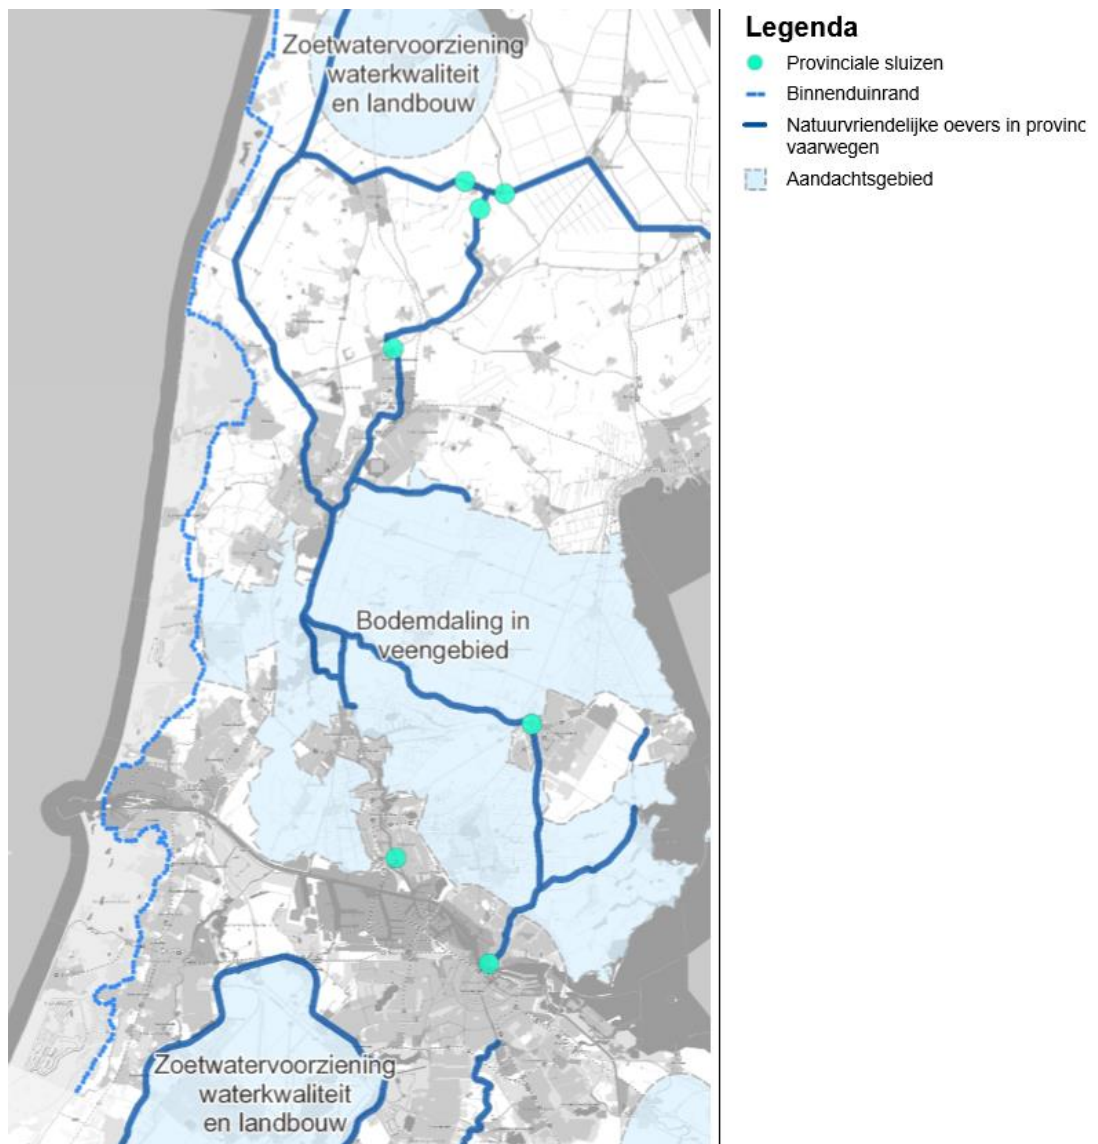 Zoetwatervoorziening
waterkwaliteit
en landbouw
Bodemdaling in
veengebied
Zoetwatervoorziening
waterkwaliteit
en landbouw
Legenda
Provinciale sluizen
Binnenduinrand
Natuurvriendelijke oevers in provinc
vaarwegen
Aandachtsgebied